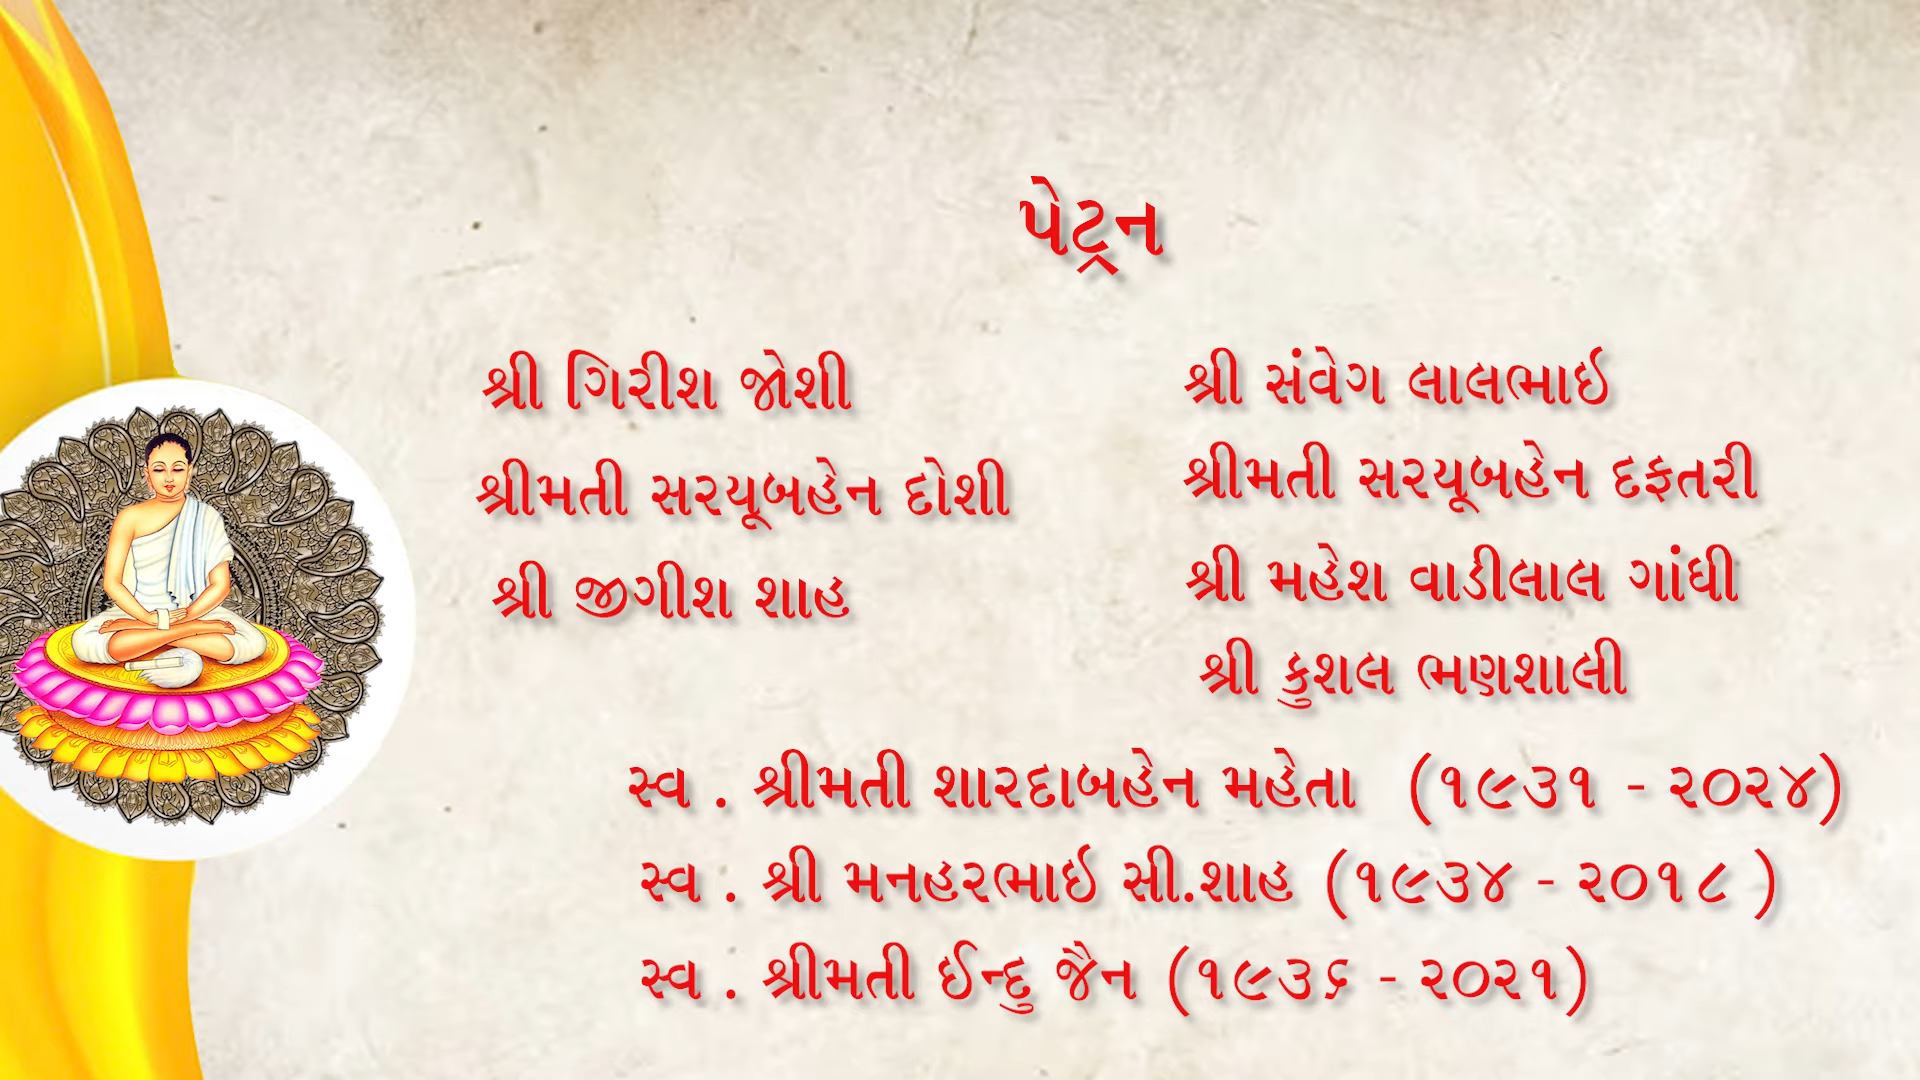 પેટ્રન
શ્રી ગિરીશ જોશી
શ્રીમતી સરયૂબહેન દોશી
શ્રી જીગીશ શાહ
શ્રી સંવેગ લાલભાઈ
શ્રીમતી સરયૂબહેન દફતરી
શ્રી મહેશ વાડીલાલ ગાંધી
શ્રી કુશલ ભણશાલી
સ્વ . શ્રીમતી શારદાબહેન મહેતા (૧૯૩૧ - ૨૦૨૪)
સ્વ . શ્રી મનહરભાઇ સી.શાહ (૧૯૩૪ - ૨૦૧૮ )
સ્વ . શ્રીમતી ઈન્દુ જૈન (૧૯૩૬ - ૨૦૨૧)